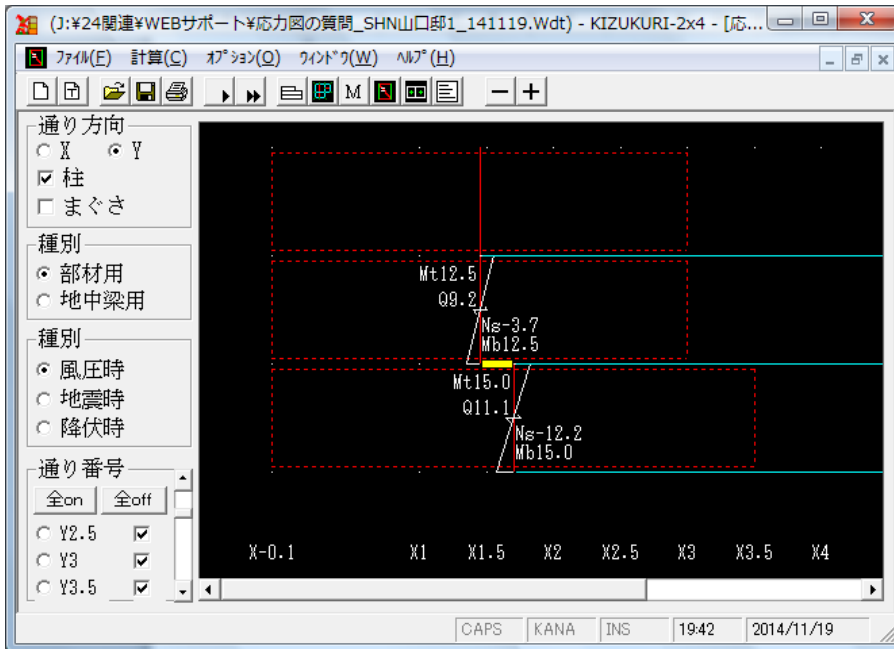 (J:¥24関連¥WEBサポート¥応力図の質問_SHN山口邸1_141119.Wdt) - KIZUKURI-2x4 - [応...
ファイル(F) 計算(C) オプション(O) ウィンドウ(W) ヘルプ(H)
M
通り方向
X Y
柱
まぐさ
種別
部材用
地中梁用
種別
風圧時
地震時
降伏時
通り番号
全on 全off
Y2.5
Y3
Y3.5
Mt12.5
Q9.2
Ns-3.7
Mb12.5
Mt15.0
Q11.1
Ns-12.2
Mb15.0
X-0.1 X1 X1.5 X2 X2.5 X3 X3.5 X4
CAPS KANA INS 19:42 2014/11/19